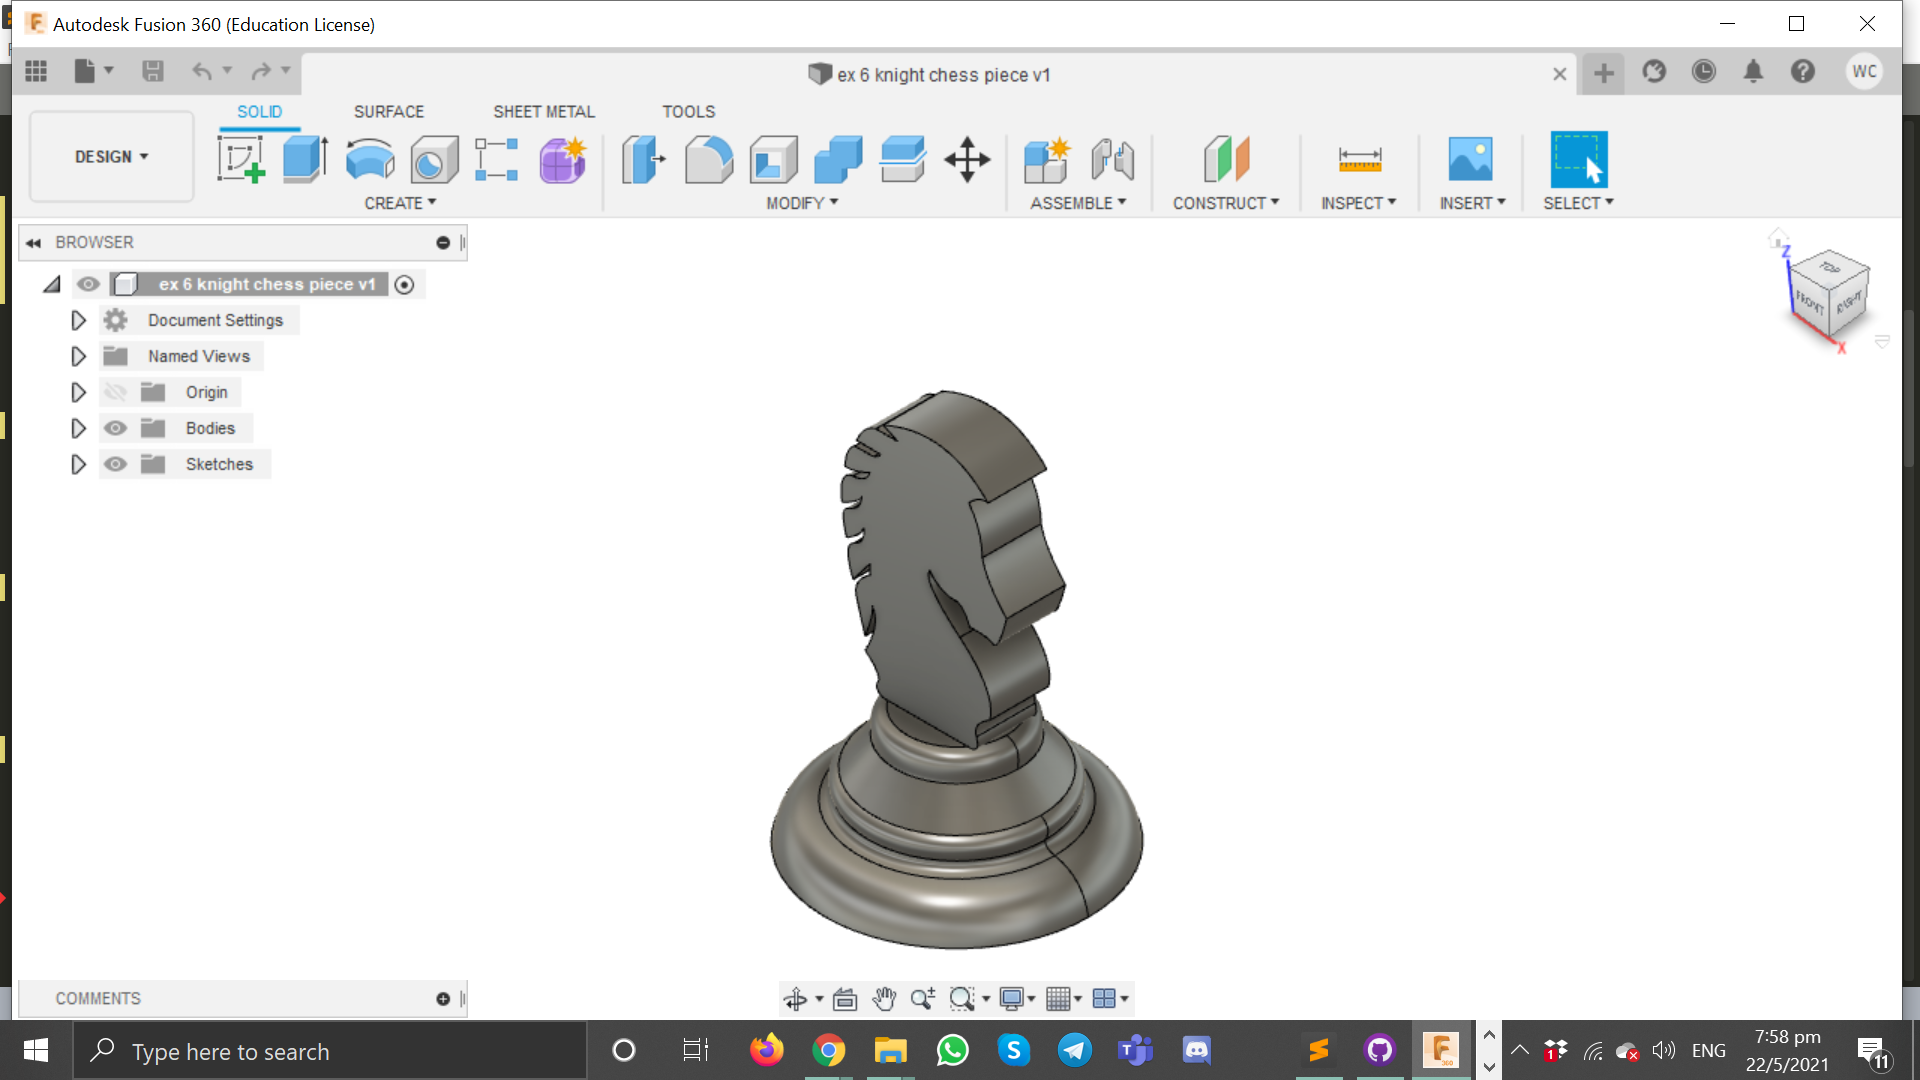 Autodesk Fusion 360 (Education License)
ex 6 knight chess piece v1
WC
SOLID
SURFACE
SHEET METAL
TOOLS
DESIGN
CREATE
MODIFY
ASSEMBLE
CONSTRUCT
INSPECT
INSERT
SELECT
BROWSER
ex 6 knight chess piece v1
Document Settings
Named Views
Origin
Bodies
Sketches
Z
TOP
FRONT
RIGHT
X
COMMENTS
Type here to search
ENG
7:58 pm
22/5/2021
11